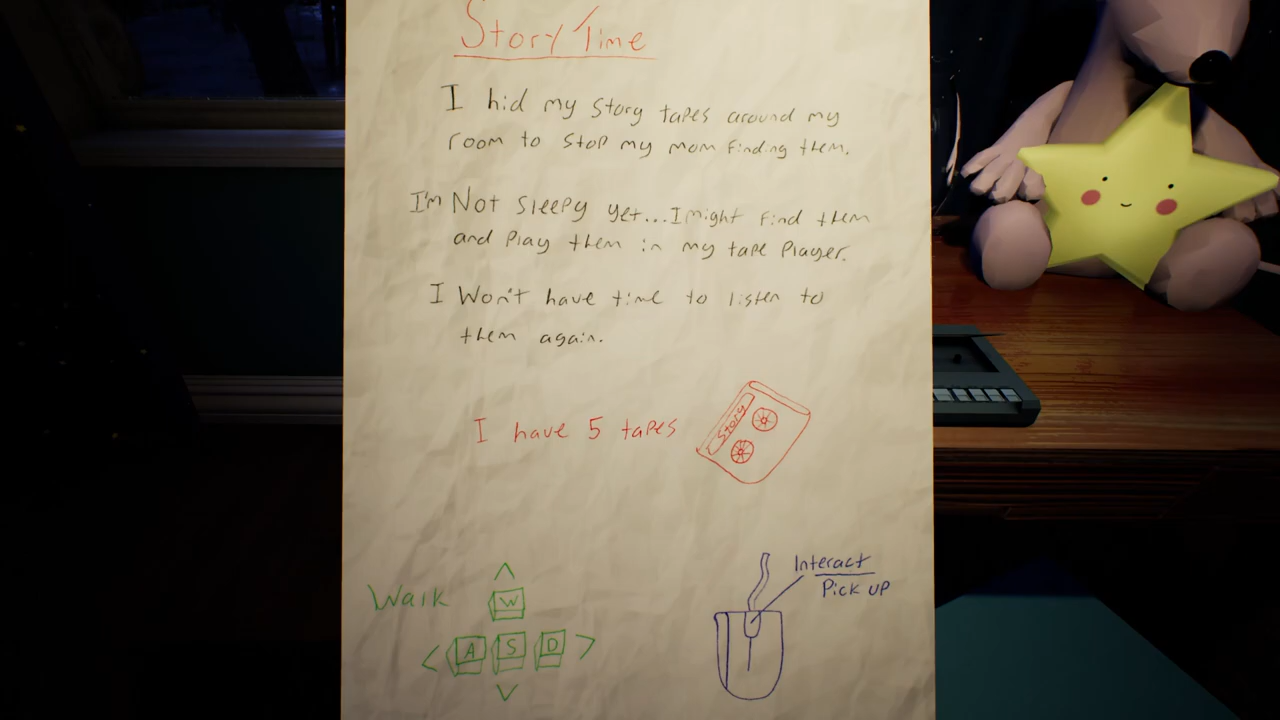 Story Time
I hid my story tapes around my
room to stop my mom finding them.
I'm Not sleepy yet...I might find them
and play them in my tape player.
I Won't have time to listen to
them again.
I have 5 tapes
Story
Walk
W
A S D
Interact
Pick up